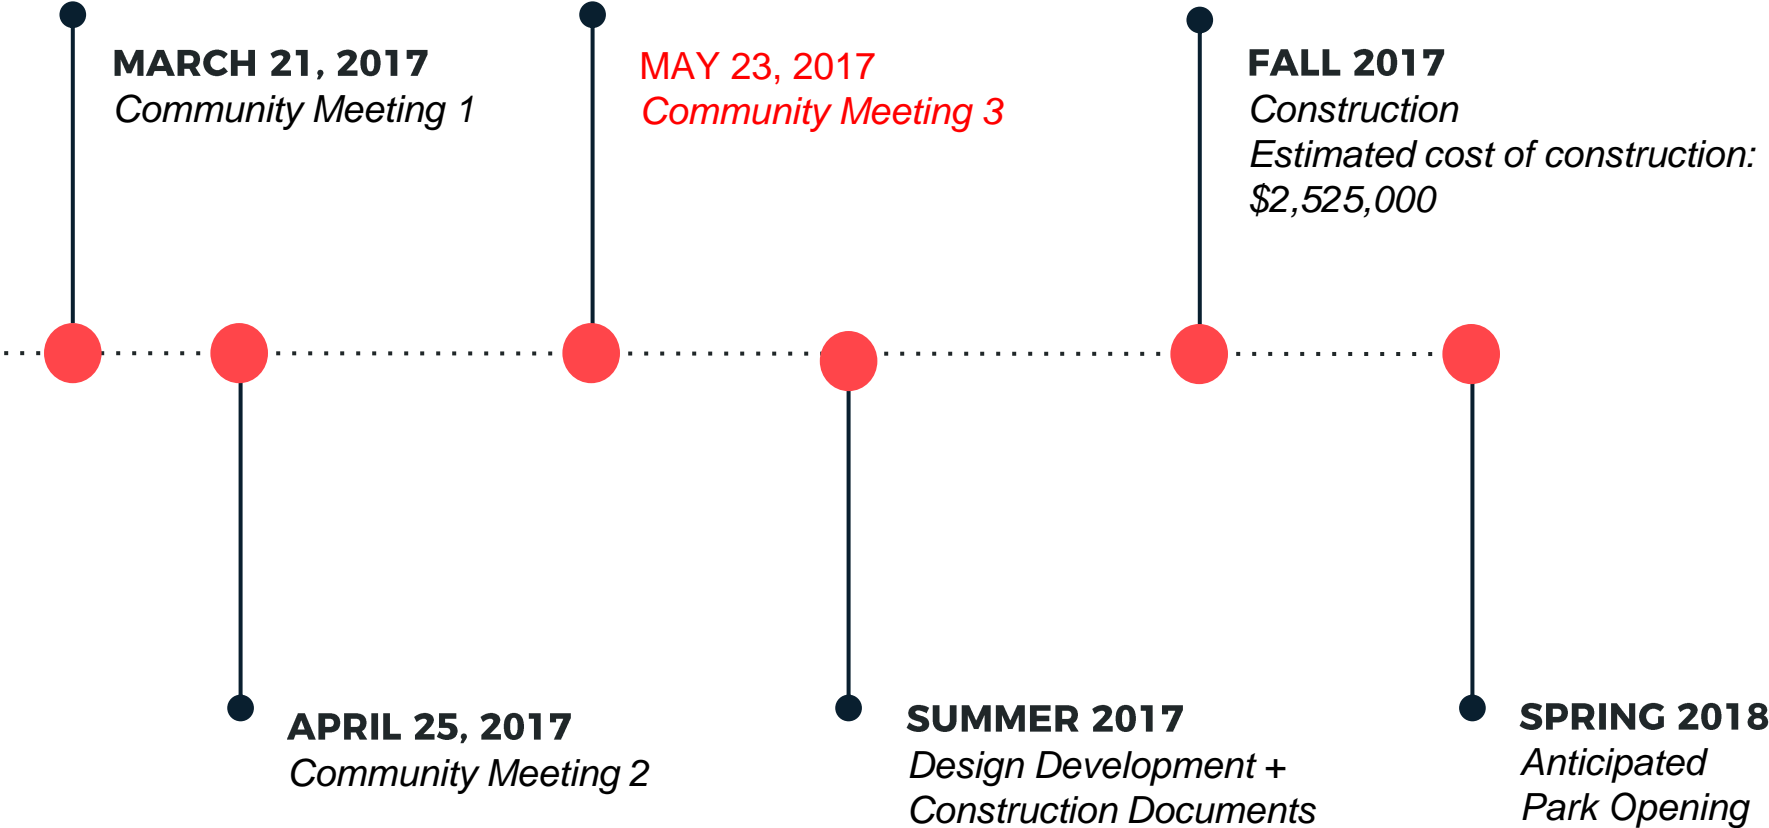 MARCH 21, 2017
Community Meeting 1
MAY 23, 2017
Community Meeting 3
FALL 2017
Construction
Estimated cost of construction:
$2,525,000
APRIL 25, 2017
Community Meeting 2
SUMMER 2017
Design Development +
Construction Documents
SPRING 2018
Anticipated
Park Opening